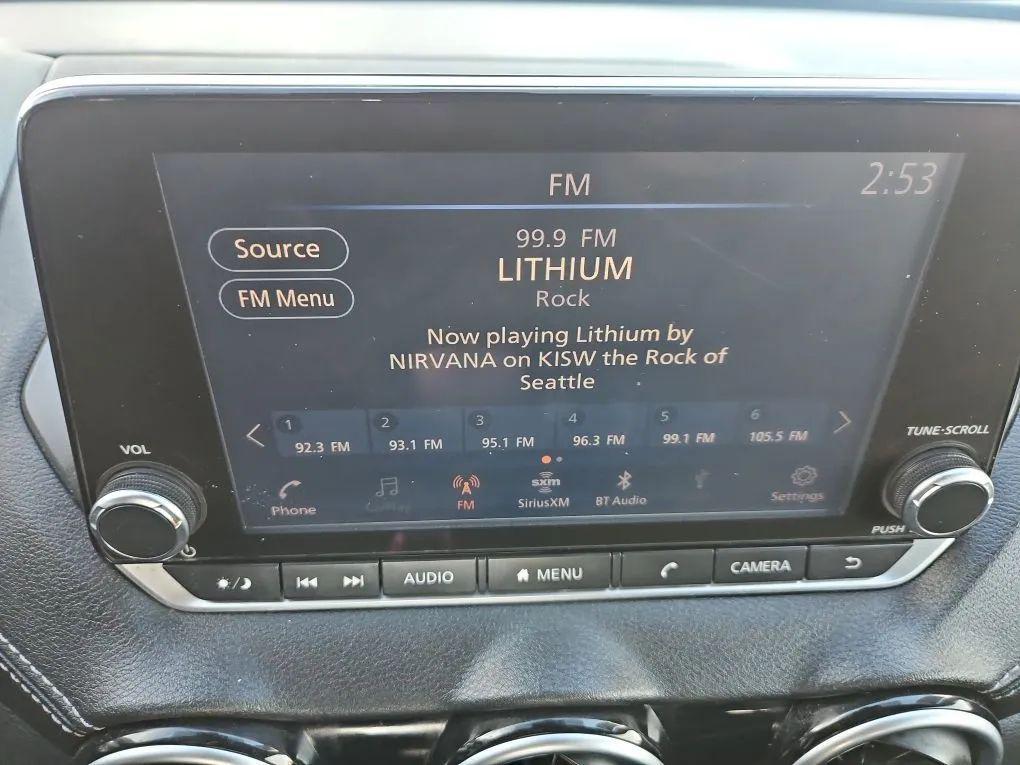 FM
2:53
Source
FM Menu
99.9 FM
LITHIUM
Rock
Now playing Lithium by
NIRVANA on KISW the Rock of
Seattle
1 2 3 4 5 6
92.3 FM 93.1 FM 95.1 FM 96.3 FM 99.1 FM 105.5 FM
sxm
Phone FM SiriusXM BT Audio Settings
VOL
TUNE·SCROLL
PUSH
AUDIO MENU CAMERA